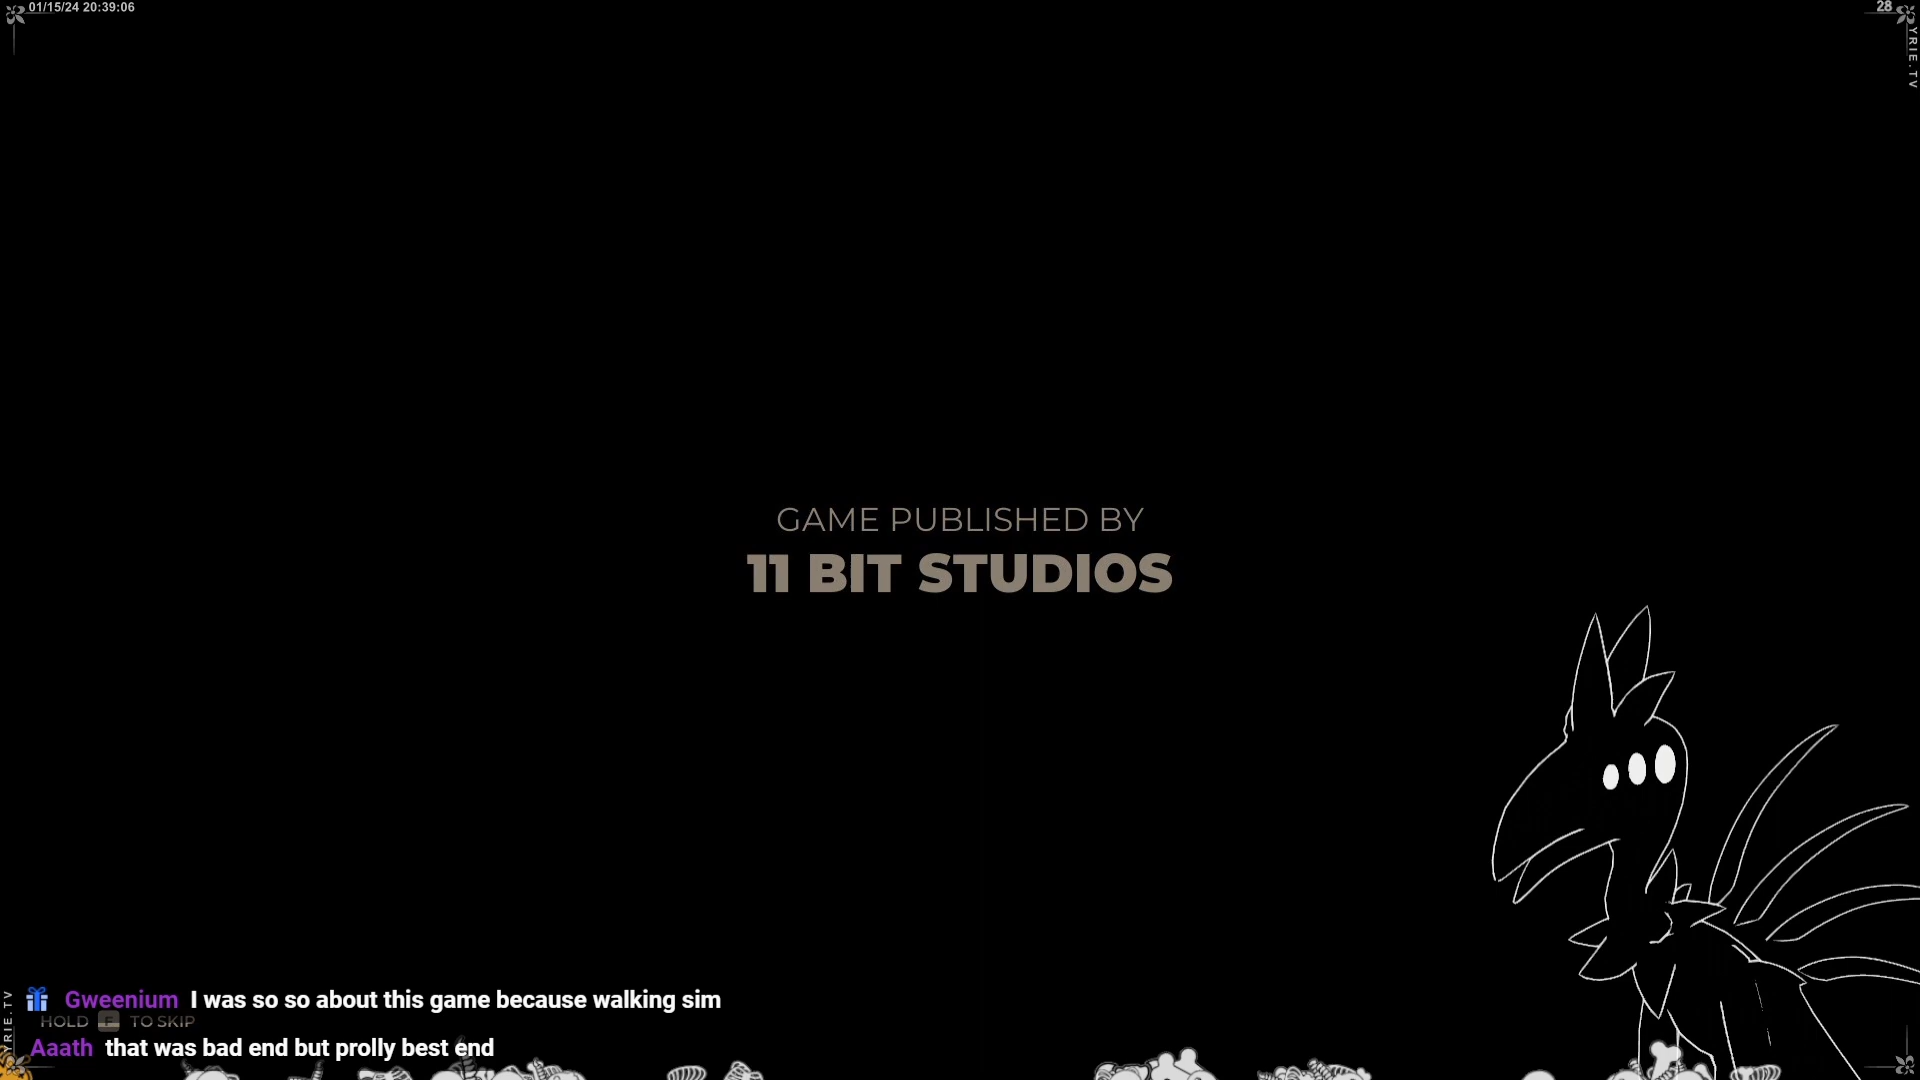 01/15/24 20:39:06
28
YRIE.TV
GAME PUBLISHED BY
11 BIT STUDIOS
Gweenium I was so so about this game because walking sim
HOLD F TO SKIP
Aaath that was bad end but prolly best end
YRIE.TV